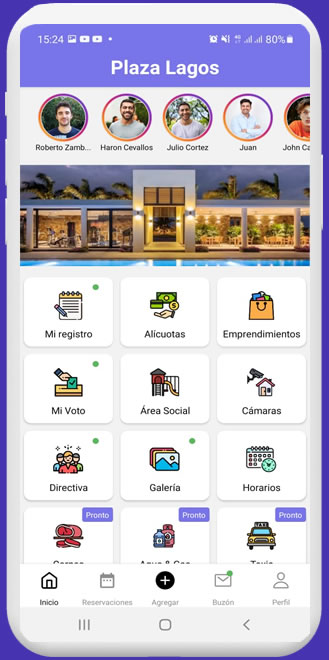 15:24 80%
Plaza Lagos
Roberto Zamb... Haron Cevallos Julio Cortez Juan John Ca
Mi registro Alícuotas Emprendimientos
Mi Voto Área Social Cámaras
Directiva Galería Horarios
Pronto Pronto Pronto
Carnes Agua & Gas Taxis
Inicio Reservaciones Agregar Buzón Perfil